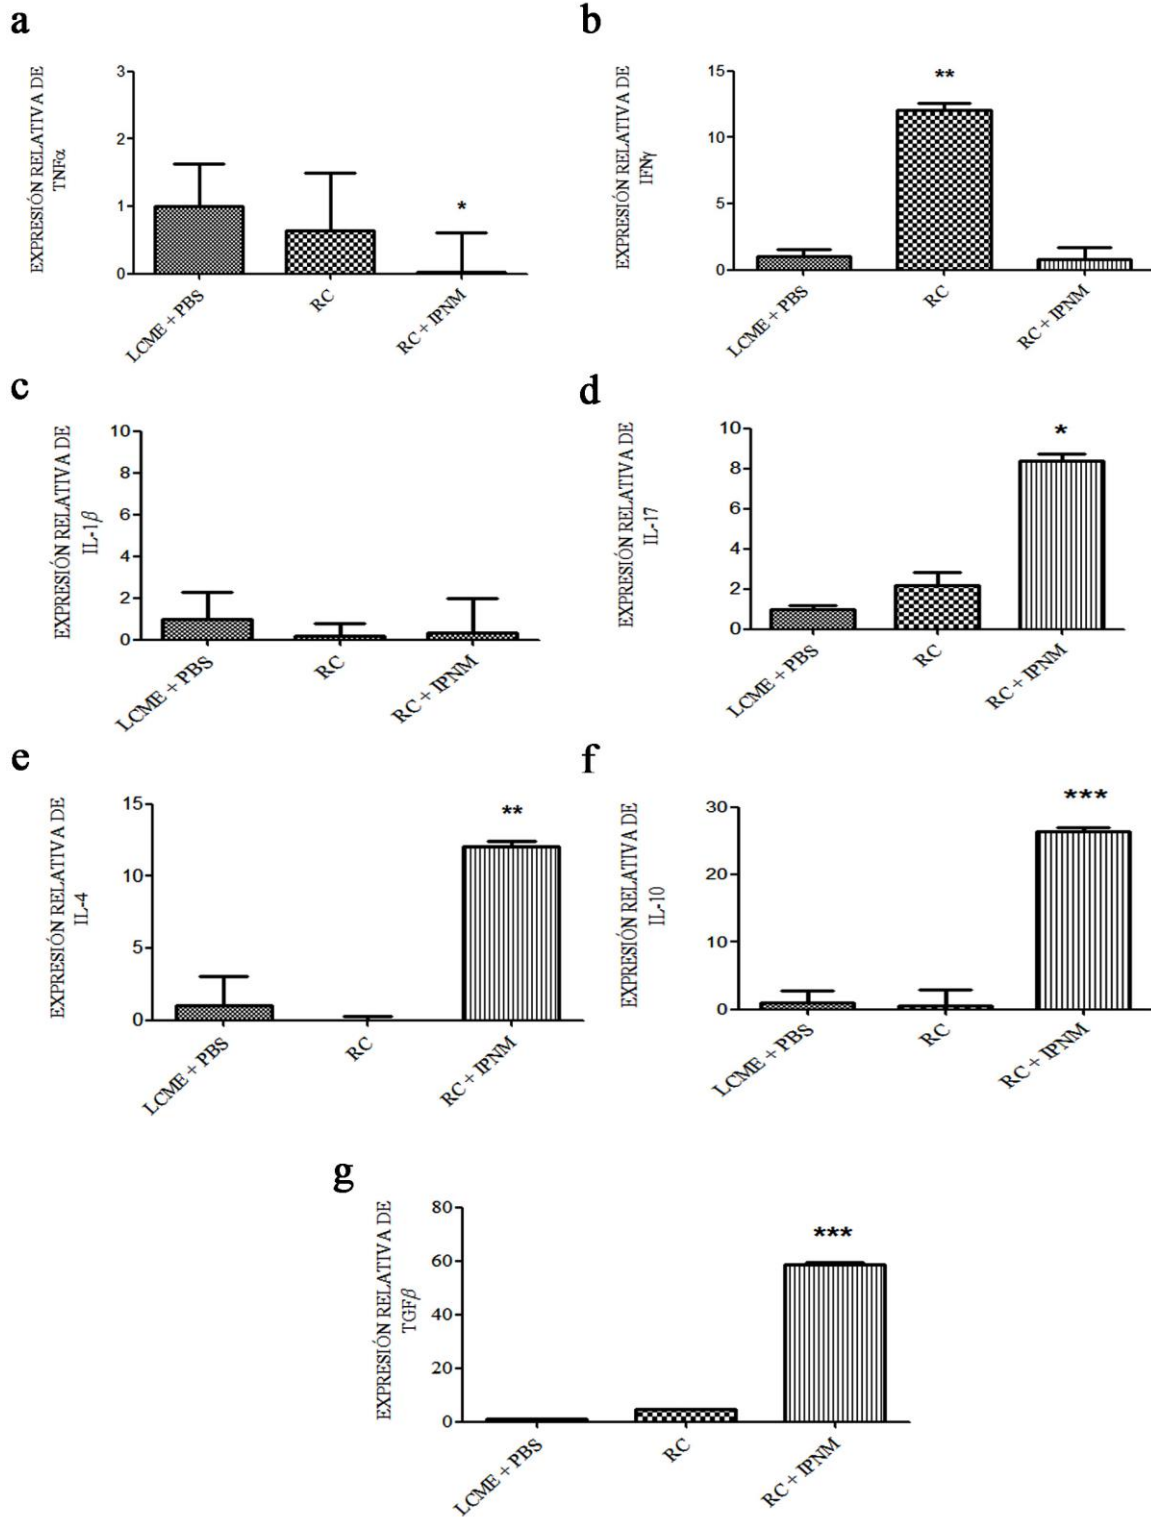 a
EXPRESIÓN RELATIVA DE
TNFα
3
2
1
0
*
LCME + PBS
RC
RC + IPNM
b
EXPRESIÓN RELATIVA DE
IFNγ
15
10
5
0
**
LCME + PBS
RC
RC + IPNM
c
EXPRESIÓN RELATIVA DE
IL-1β
10
8
6
4
2
0
LCME + PBS
RC
RC + IPNM
d
EXPRESIÓN RELATIVA DE
IL-17
10
8
6
4
2
0
*
LCME + PBS
RC
RC + IPNM
e
EXPRESIÓN RELATIVA DE
IL-4
15
10
5
0
**
LCME + PBS
RC
RC + IPNM
f
EXPRESIÓN RELATIVA DE
IL-10
30
20
10
0
***
LCME + PBS
RC
RC + IPNM
g
EXPRESIÓN RELATIVA DE
TGFβ
80
60
40
20
0
***
LCME + PBS
RC
RC + IPNM